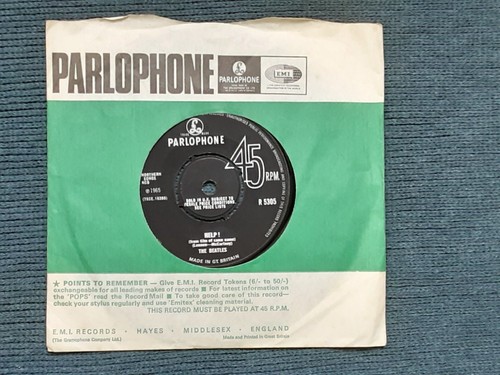 PARLOPHONE
PARLOPHONE
EMI
PARLOPHONE
45
R.P.M.
NORTHERN
SONGS
NCB
℗ 1965
SOLD IN U.K. SUBJECT TO
RESALE PRICE CONDITIONS,
SEE PRICE LISTS
R 5305
HELP !
(from film of same name)
(Lennon—McCartney)
THE BEATLES
MADE IN GT. BRITAIN
★ POINTS TO REMEMBER — Give E.M.I. Record Tokens (6/- to 50/-)
exchangeable for all leading makes of records ■ For latest information on
the "POPS" read the Record Mail ■ To take good care of this record—
check your stylus regularly and use "Emitex" cleaning material.
THIS RECORD MUST BE PLAYED AT 45 R.P.M.
E.M.I. RECORDS · HAYES · MIDDLESEX · ENGLAND
(The Gramophone Company Ltd.) Made and Printed in Great Britain